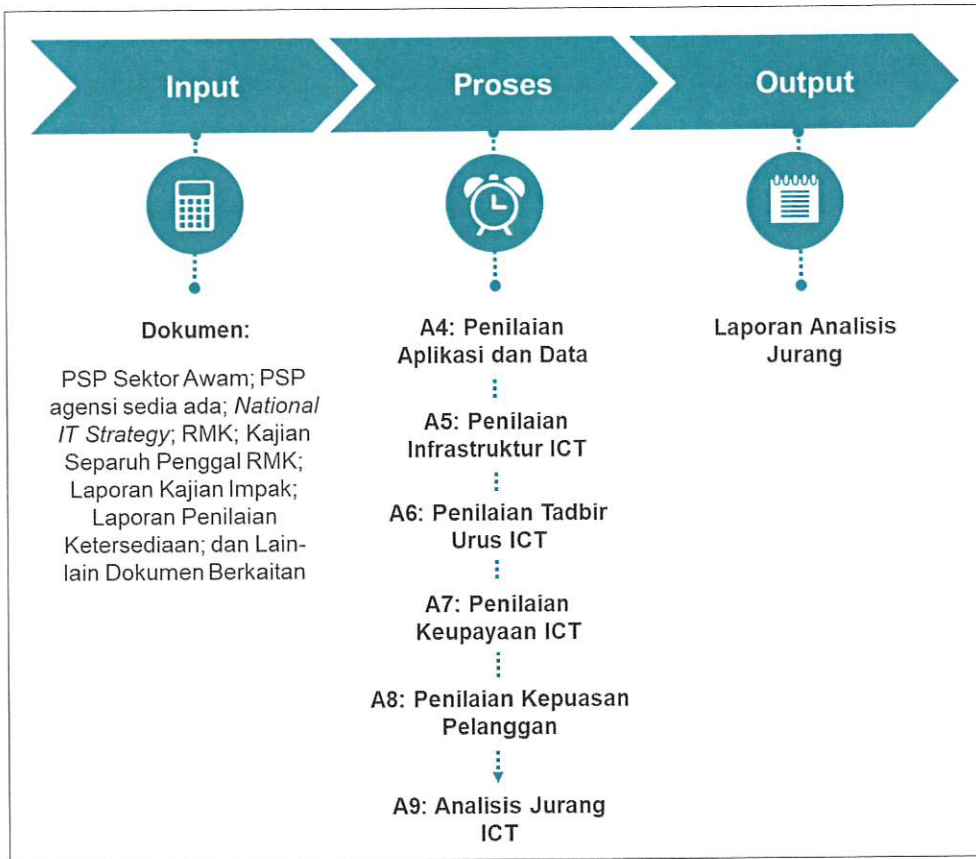 Input
Proses
Output
Dokumen:
PSP Sektor Awam; PSP
agensi sedia ada; National
IT Strategy; RMK; Kajian
Separuh Penggal RMK;
Laporan Kajian Impak;
Laporan Penilaian
Ketersediaan; dan Lain-
lain Dokumen Berkaitan
A4: Penilaian
Aplikasi dan Data
A5: Penilaian
Infrastruktur ICT
A6: Penilaian Tadbir
Urus ICT
A7: Penilaian
Keupayaan ICT
A8: Penilaian Kepuasan
Pelanggan
A9: Analisis Jurang
ICT
Laporan Analisis
Jurang